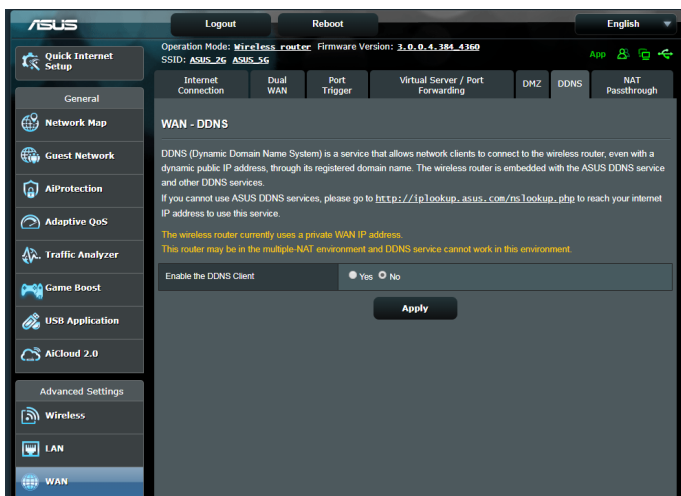 ASUS
Logout
Reboot
English
Operation Mode: Wireless router Firmware Version: 3.0.0.4.384_4360
SSID: ASUS_2G ASUS_5G
App
Quick Internet
Setup
General
Network Map
Guest Network
AiProtection
Adaptive QoS
Traffic Analyzer
Game Boost
USB Application
AiCloud 2.0
Advanced Settings
Wireless
LAN
WAN
Internet
Connection
Dual
WAN
Port
Trigger
Virtual Server / Port
Forwarding
DMZ
DDNS
NAT
Passthrough
WAN - DDNS
DDNS (Dynamic Domain Name System) is a service that allows network clients to connect to the wireless router, even with a
dynamic public IP address, through its registered domain name. The wireless router is embedded with the ASUS DDNS service
and other DDNS services.
If you cannot use ASUS DDNS services, please go to http://iplookup.asus.com/nslookup.php to reach your internet
IP address to use this service.
The wireless router currently uses a private WAN IP
address.
This router may be in the multiple-NAT environment and DDNS service cannot work in this environment.
Enable the DDNS Client
Yes No
Apply